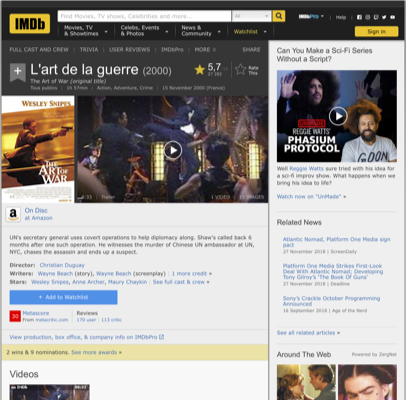 IMDb
Find Movies, TV shows, Celebrities and more...
All
Movies, TV & Showtimes
Celebs, Events & Photos
News & Community
Watchlist
IMDbPro
Help
Sign in
FULL CAST AND CREW | TRIVIA | USER REVIEWS | IMDbPro | MORE
SHARE
L'art de la guerre (2000)
The Art of War (original title)
Tous publics | 1h 57min | Action, Adventure, Crime | 15 November 2000 (France)
5,7
Rate This
WESLEY SNIPES
THE ART OF WAR
Trailer
1 VIDEO
IMAGES
On Disc
at Amazon
UN's secretary general uses covert operations to help diplomacy along. Shaw's called back 6
months after one such operation. He witnesses the murder of Chinese UN ambassador at UN,
NYC, chases the assassin and ends up a suspect.
Director: Christian Duguay
Writers: Wayne Beach (story), Wayne Beach (screenplay) | 1 more credit »
Stars: Wesley Snipes, Anne Archer, Maury Chaykin | See full cast & crew »
+ Add to Watchlist
30
Metascore
From metacritic.com
Reviews
170 user | 113 critic
View production, box office, & company info on IMDbPro
2 wins & 9 nominations. See more awards »
Videos
Can You Make a Sci-Fi Series
Without a Script?
REGGIE WATTS'
PHASIUM
PROTOCOL
Well Reggie Watts sure tried with his idea for
a sci-fi improv show. What happens when we
bring his idea to life?
Watch now on "UnMade"
Related News
Atlantic Nomad, Platform One Media sign
pact
27 November 2018 | ScreenDaily
Platform One Media Strikes First-Look
Deal With Atlantic Nomad; Developing
Tony Gilroy's 'The Book Of Guns'
27 November 2018 | Deadline
Sony's Crackle October Programming
Announced
16 September 2018 | Age of the Nerd
See all related articles »
Around The Web
Powered by ZergNet